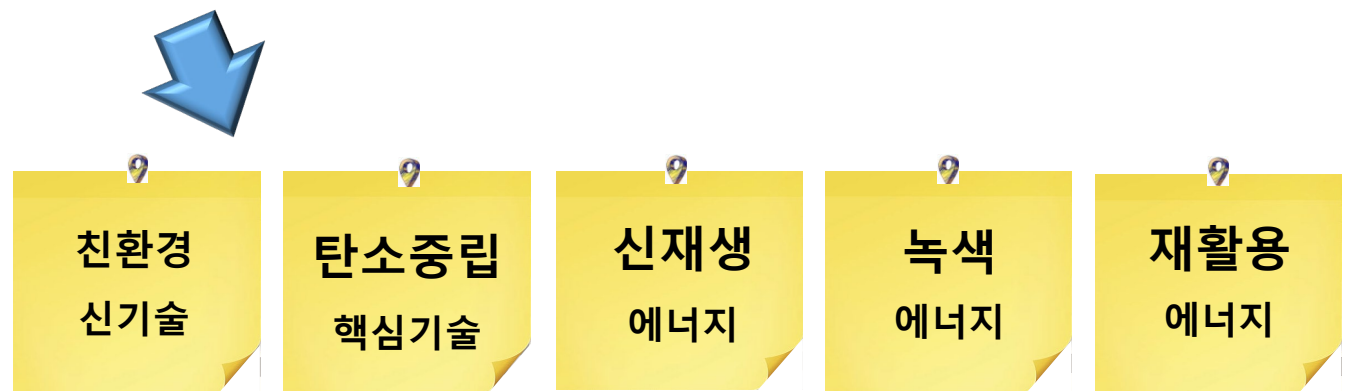 친환경
신기술
탄소중립
핵심기술
신재생
에너지
녹색
에너지
재활용
에너지